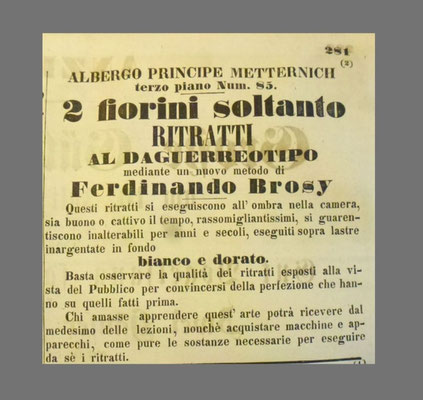 281
(2)
ALBERGO PRINCIPE METTERNICH
terzo piano Num. 85.
2 fiorini soltanto
RITRATTI
AL DAGUERREOTIPO
mediante un nuovo metodo di
Ferdinando Brosy
Questi ritratti si eseguiscono all' ombra nella camera,
sia buono o cattivo il tempo, rassomigliantissimi, si guaren-
tiscono inalterabili per anni e secoli, eseguiti sopra lastre
inargentate in fondo
bianco e dorato.
Basta osservare la qualità dei ritratti esposti alla vi-
sta del Pubblico per convincersi della perfezione che han-
no su quelli fatti prima.
Chi amasse apprendere quest' arte potrà ricevere dal
medesimo delle lezioni, nonchè acquistare macchine e ap-
parecchi, come pure le sostanze necessarie per eseguire
da sè i ritratti.